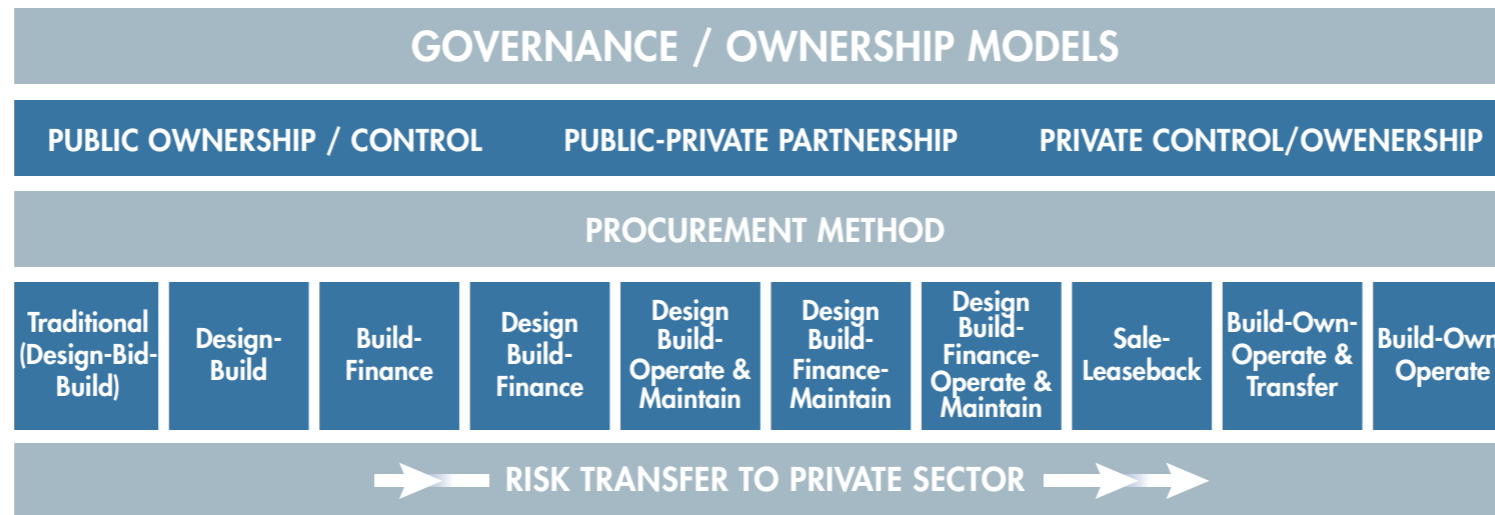 GOVERNANCE / OWNERSHIP MODELS
PUBLIC OWNERSHIP / CONTROL
PUBLIC-PRIVATE PARTNERSHIP
PRIVATE CONTROL/OWENERSHIP
PROCUREMENT METHOD
Traditional
(Design-Bid-
Build)
Design-
Build
Build-
Finance
Design
Build-
Finance
Design
Build-
Operate &
Maintain
Design
Build-
Finance-
Maintain
Design
Build-
Finance-
Operate &
Maintain
Sale-
Leaseback
Build-Own-
Operate &
Transfer
Build-Own
Operate
RISK TRANSFER TO PRIVATE SECTOR